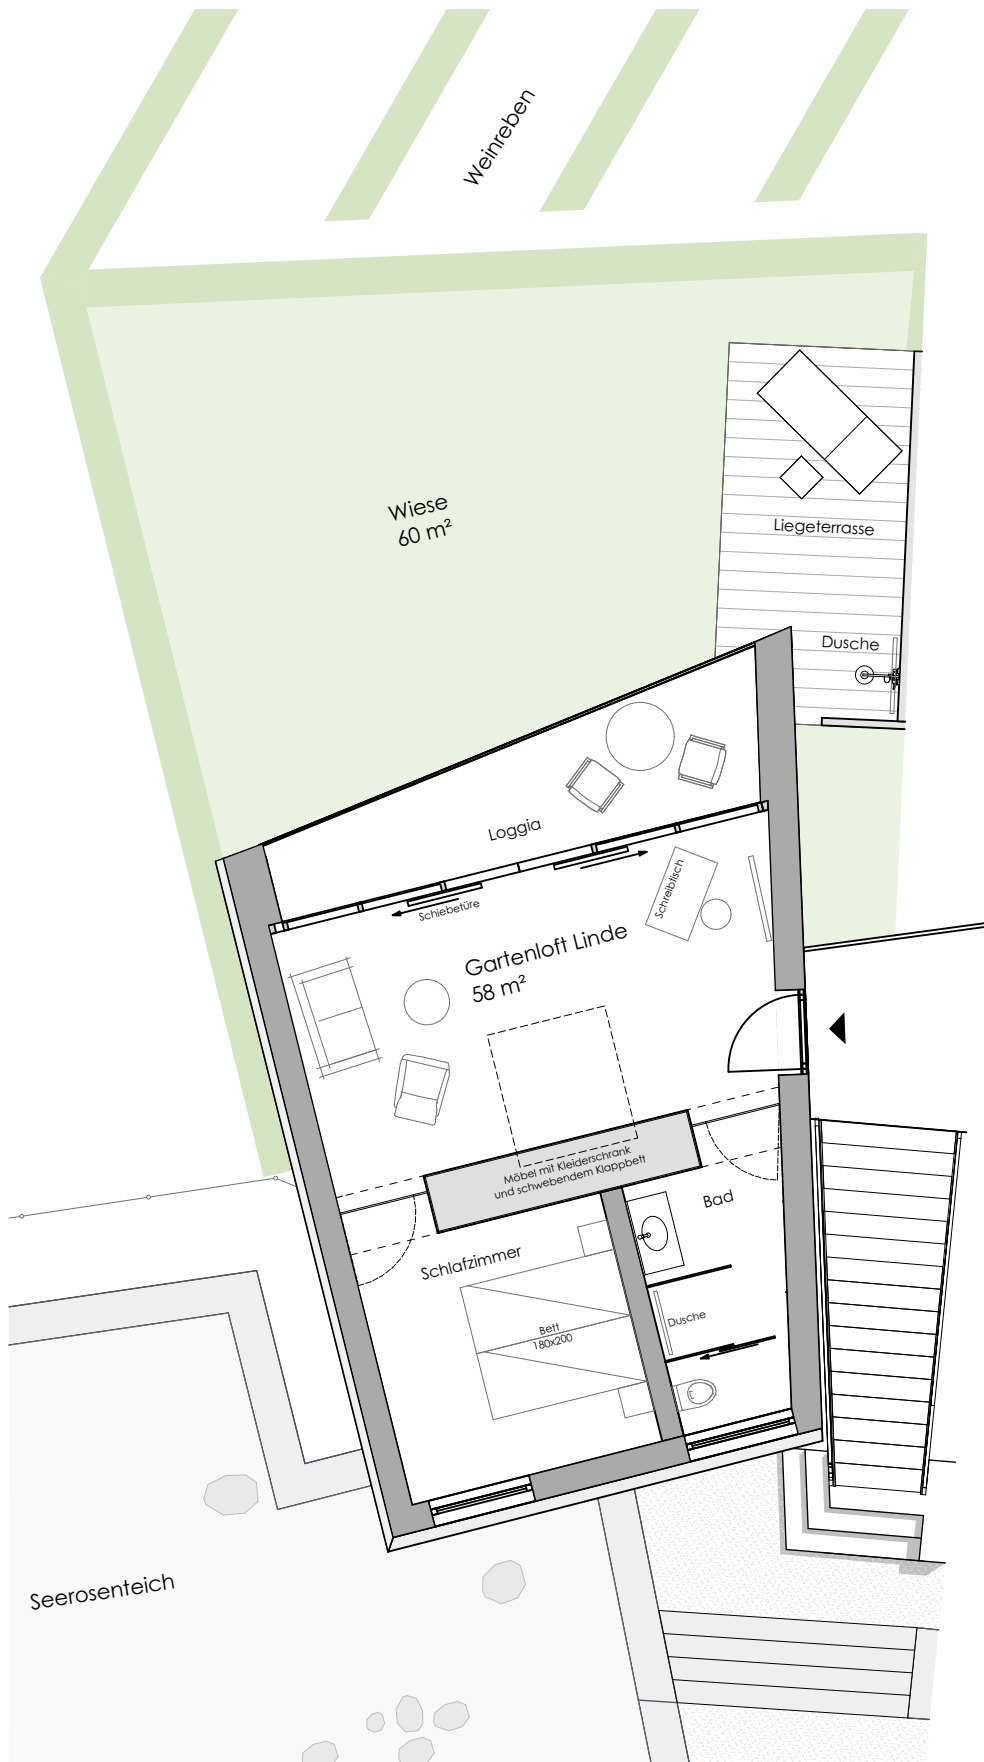 Weinreben
Wiese
60 m²
Liegeterrasse
Dusche
Loggia
Schreibtisch
Schiebetüre
Gartenloft Linde
58 m²
Möbel mit Kleiderschrank
und schwebendem Klappbett
Bad
Schlafzimmer
Dusche
Bett
180x200
Seerosenteich